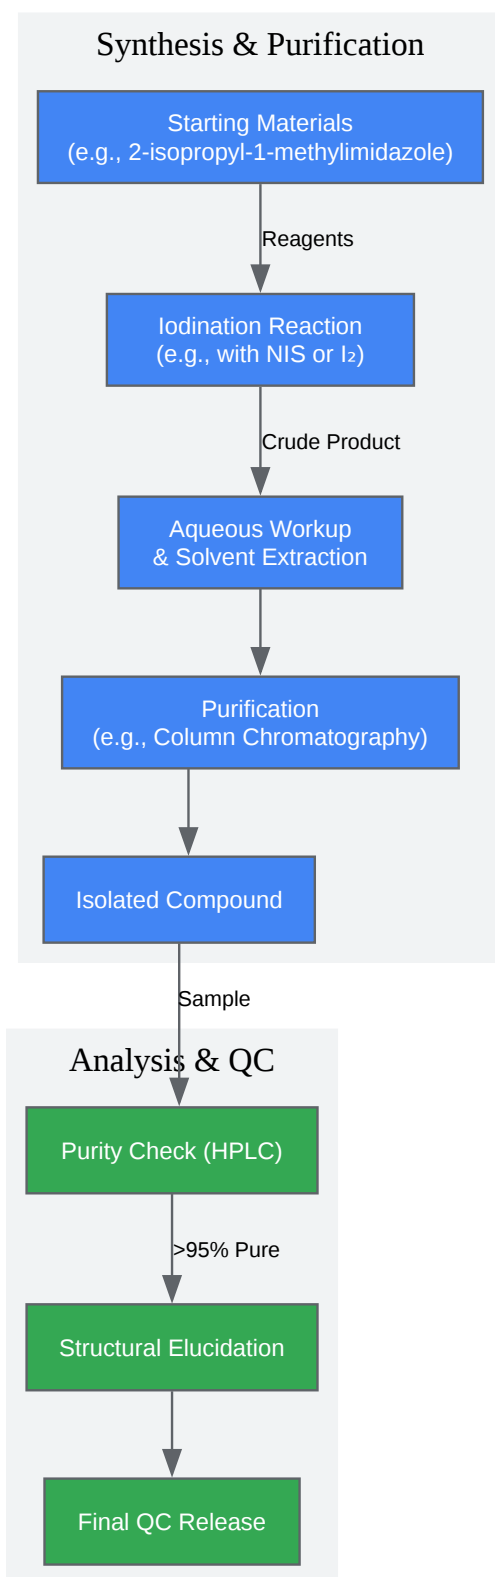 Synthesis & Purification
Starting Materials
(e.g., 2-isopropyl-1-methylimidazole)
Reagents
Iodination Reaction
(e.g., with NIS or I₂)
Crude Product
Aqueous Workup
& Solvent Extraction
Purification
(e.g., Column Chromatography)
Isolated Compound
Sample
Analysis & QC
Purity Check (HPLC)
>95% Pure
Structural Elucidation
Final QC Release